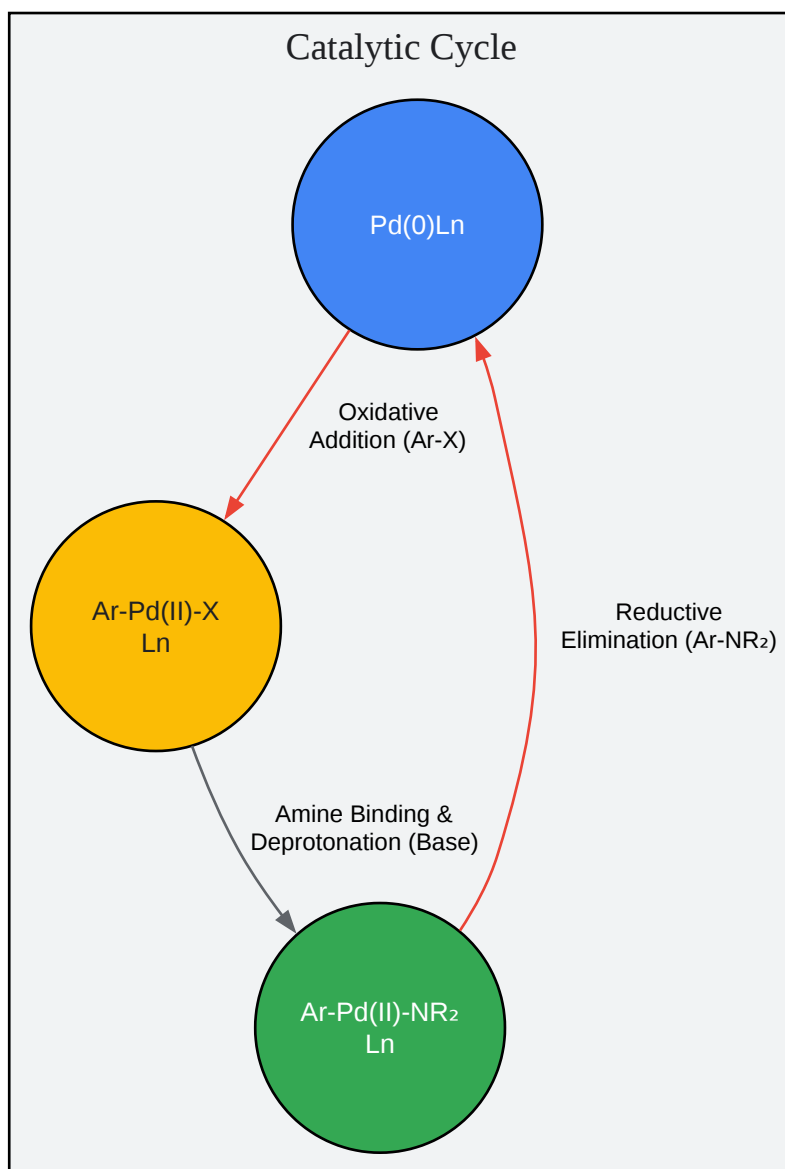 Catalytic Cycle
Pd(0)Ln
Oxidative
Addition (Ar-X)
Ar-Pd(II)-X
Ln
Reductive
Elimination (Ar-NR₂)
Amine Binding &
Deprotonation (Base)
Ar-Pd(II)-NR₂
Ln